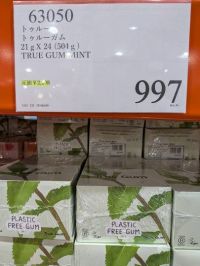 63050
トゥルー
トゥルーガム
21g X 24 (504g)
TRUE GUM MINT
997
PLASTIC
FREE GUM
PLASTIC
FREE GUM